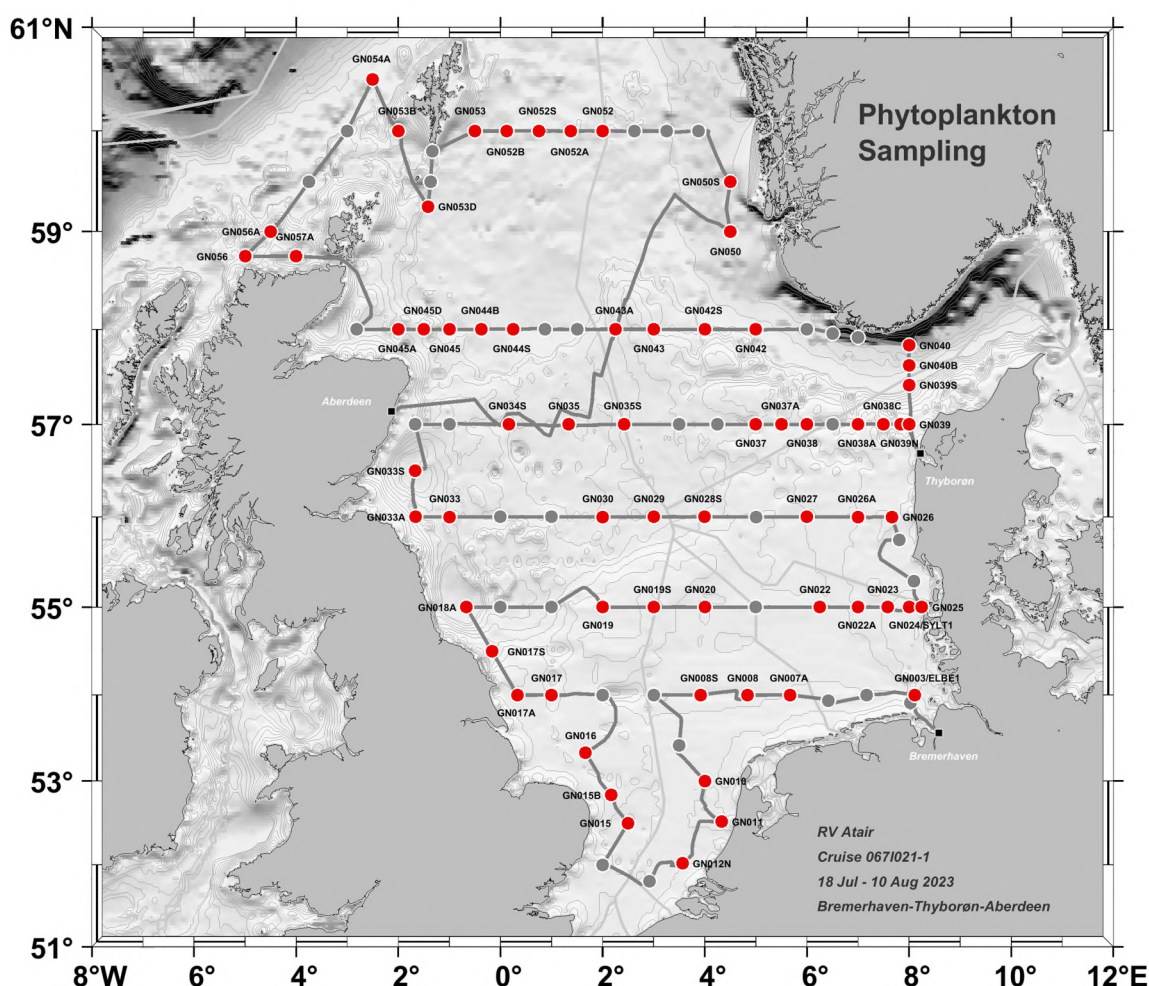 61°N
GN054A
GN053B
GN053
GN052S
GN052
Phytoplankton
Sampling
GN052B
GN052A
GN050S
GN053D
59°
GN056A
GN057A
GN056
GN050
GN045D
GN044B
GN043A
GN042S
GN045A
GN045
GN044S
GN043
GN042
GN040
GN040B
GN039S
Aberdeen
GN034S
GN035
GN035S
GN037A
GN038C
57°
GN039
GN037
GN038
GN038A
GN039N
GN033S
Thyborøn
GN033
GN030
GN029
GN028S
GN027
GN026A
GN033A
GN026
GN019S
GN020
GN022
GN023
55°
GN018A
GN025
GN019
GN022A
GN024/SYLT1
GN017S
GN017
GN008S
GN008
GN007A
GN003/ELBE1
GN017A
GN016
Bremerhaven
53°
GN010
GN015B
GN015
GN011
RV Atair
GN012N
Cruise 067I021-1
18 Jul - 10 Aug 2023
Bremerhaven-Thyborøn-Aberdeen
51°
8°W
6°
4°
2°
0°
2°
4°
6°
8°
10°
12°E